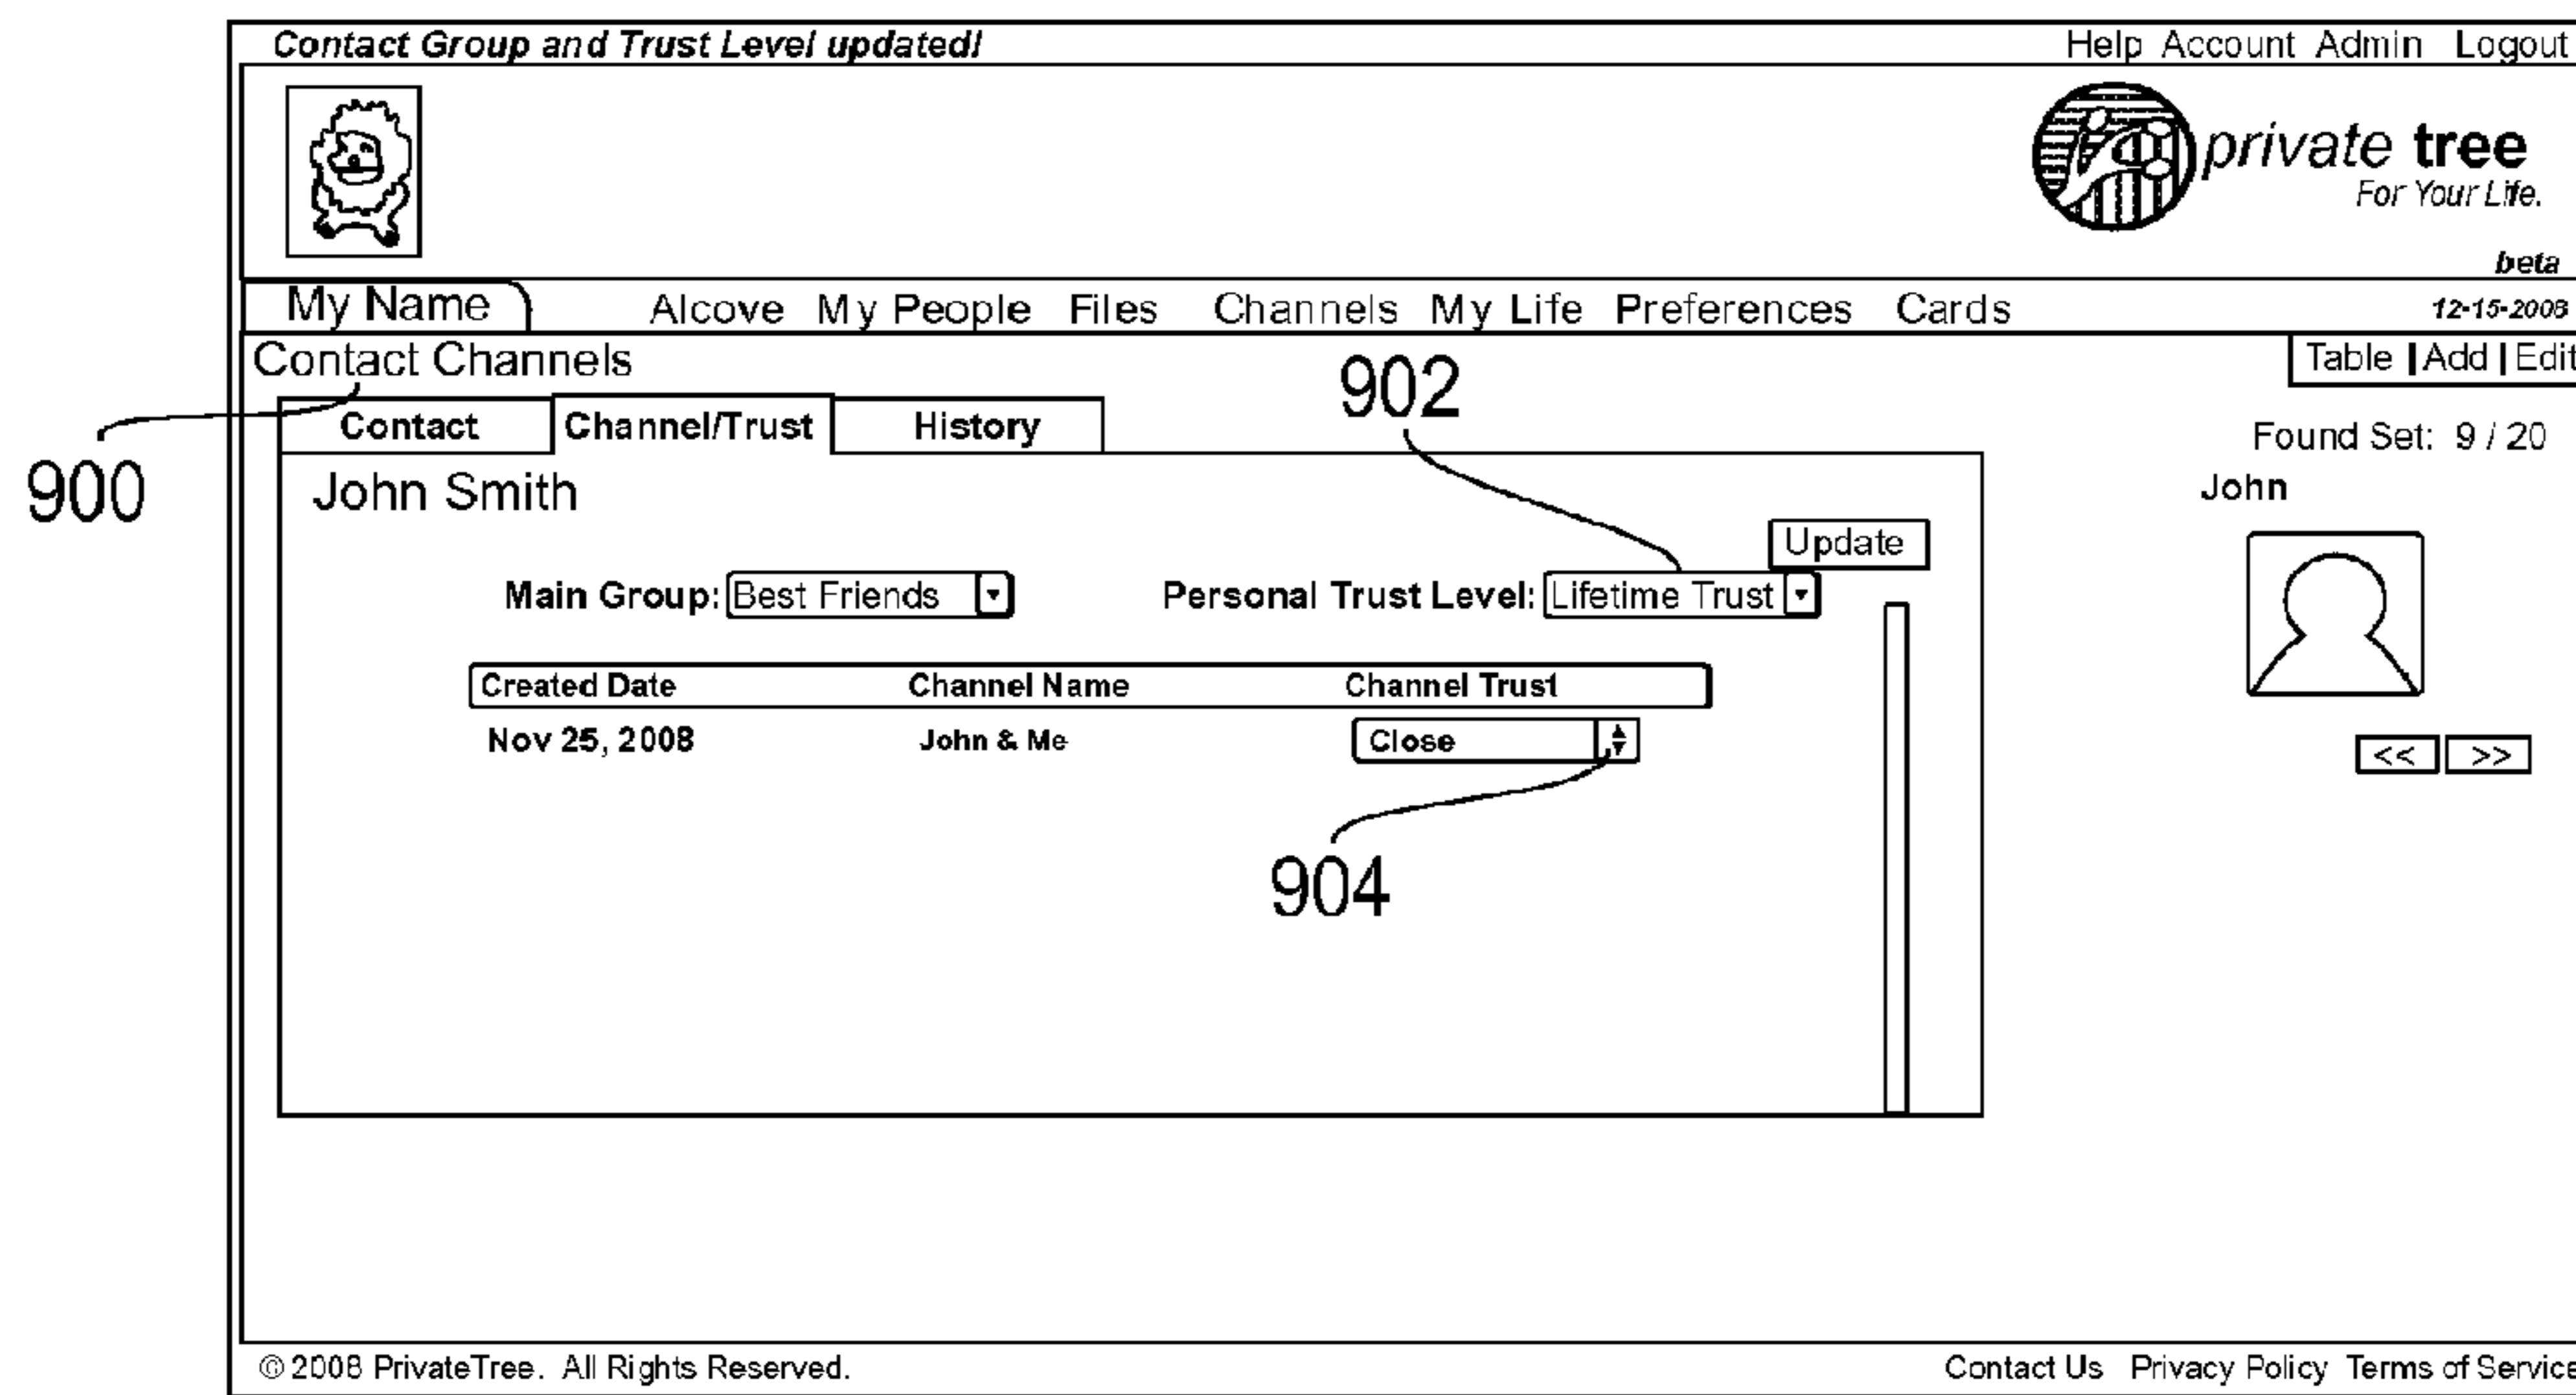 Contact Group and Trust Level updated! Help Account Admin Logout
private tree
For Your Life.
beta
My Name Alcove My People Files Channels My Life Preferences Cards 12-15-2008
Contact Channels Table | Add | Edit
902
Contact Channel/Trust History Found Set: 9 / 20
900
John Smith John
Update
Main Group: Best Friends Personal Trust Level: Lifetime Trust
Created Date Channel Name Channel Trust
Nov 25, 2008 John & Me Close
<< >>
904
© 2008 PrivateTree. All Rights Reserved. Contact Us Privacy Policy Terms of Service